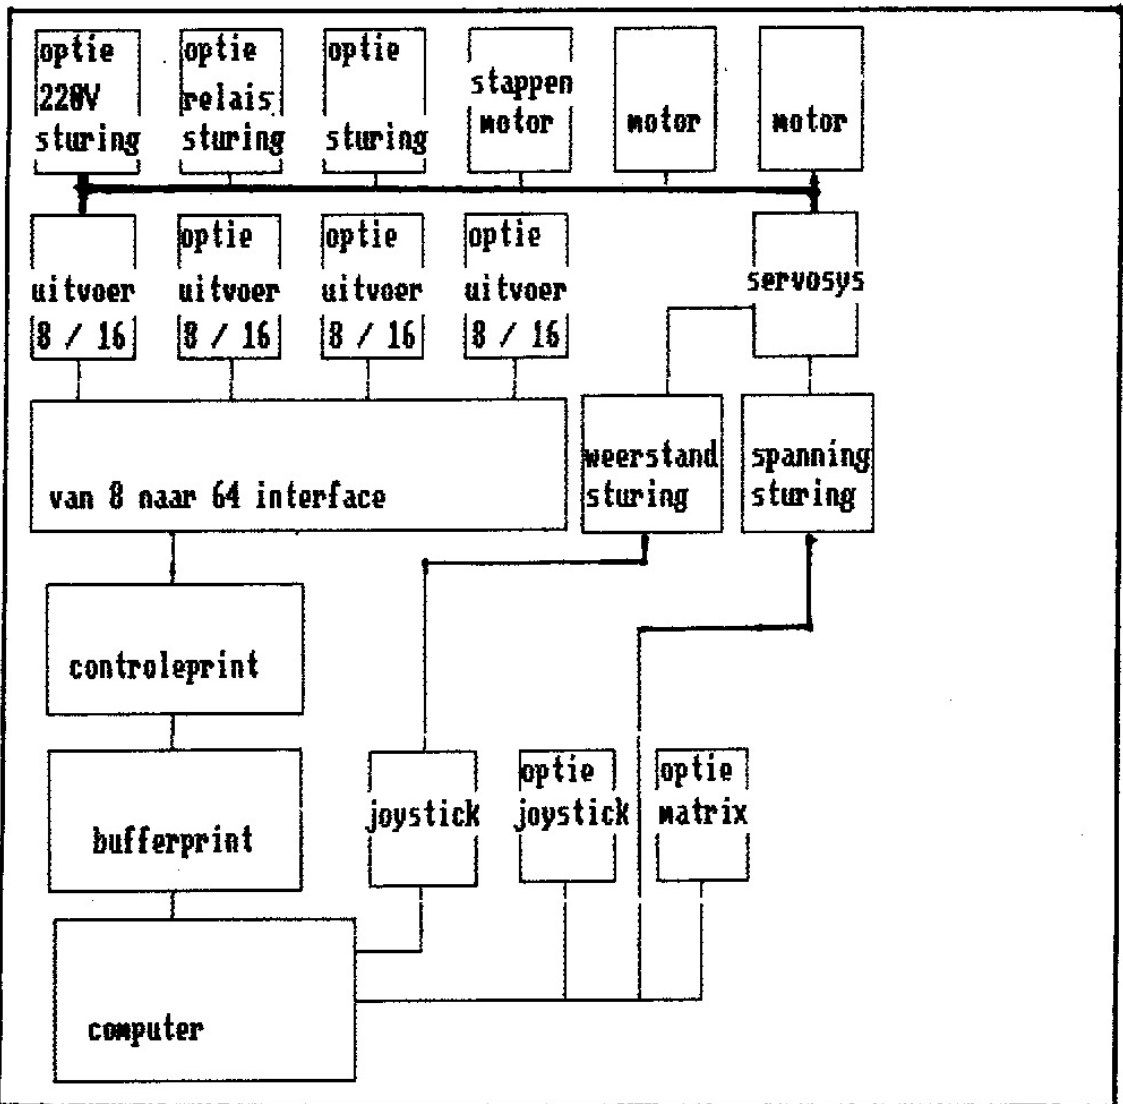 optie
220V
sturing
optie
relais
sturing
optie
sturing
stappen
motor
motor
motor
uitvoer
8 / 16
optie
uitvoer
8 / 16
optie
uitvoer
8 / 16
optie
uitvoer
8 / 16
servosys
van 8 naar 64 interface
weerstand
sturing
spanning
sturing
controleprint
bufferprint
joystick
optie
joystick
optie
matrix
computer